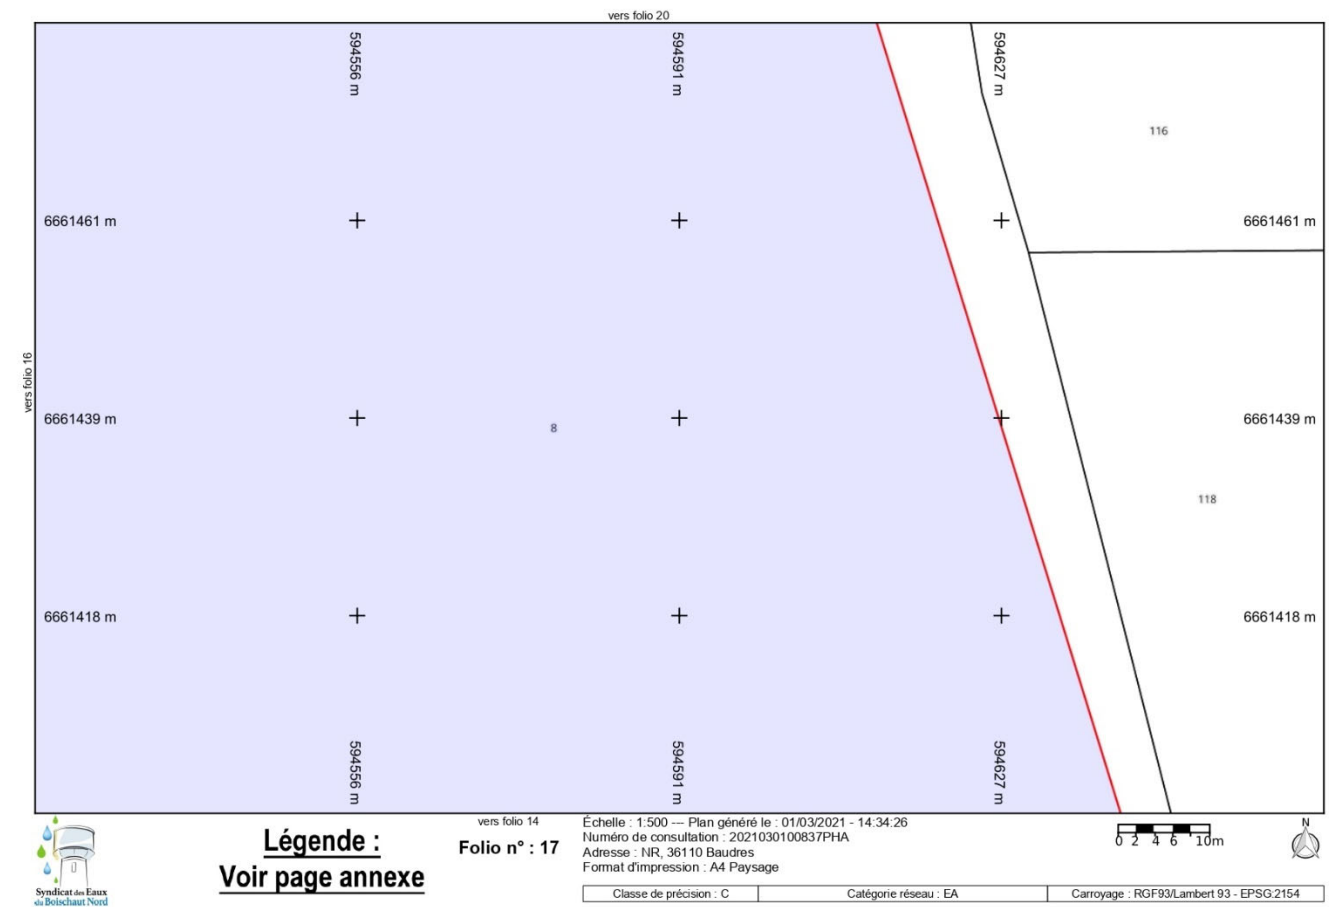 vers folio 20
594556 m
594591 m
594627 m
116
6661461 m
6661461 m
vers folio 16
6661439 m
6661439 m
8
118
6661418 m
6661418 m
594556 m
594591 m
594627 m
vers folio 14
Légende :
Voir page annexe
Folio n° : 17
Échelle : 1:500 --- Plan généré le : 01/03/2021 - 14:34:26
Numéro de consultation : 2021030100837PHA
Adresse : NR, 36110 Baudres
Format d'impression : A4 Paysage
Classe de précision : C
Catégorie réseau : EA
Carroyage : RGF93/Lambert 93 - EPSG:2154
0 2 4 6 10m
N
Syndicat des Eaux
du Boischaut Nord